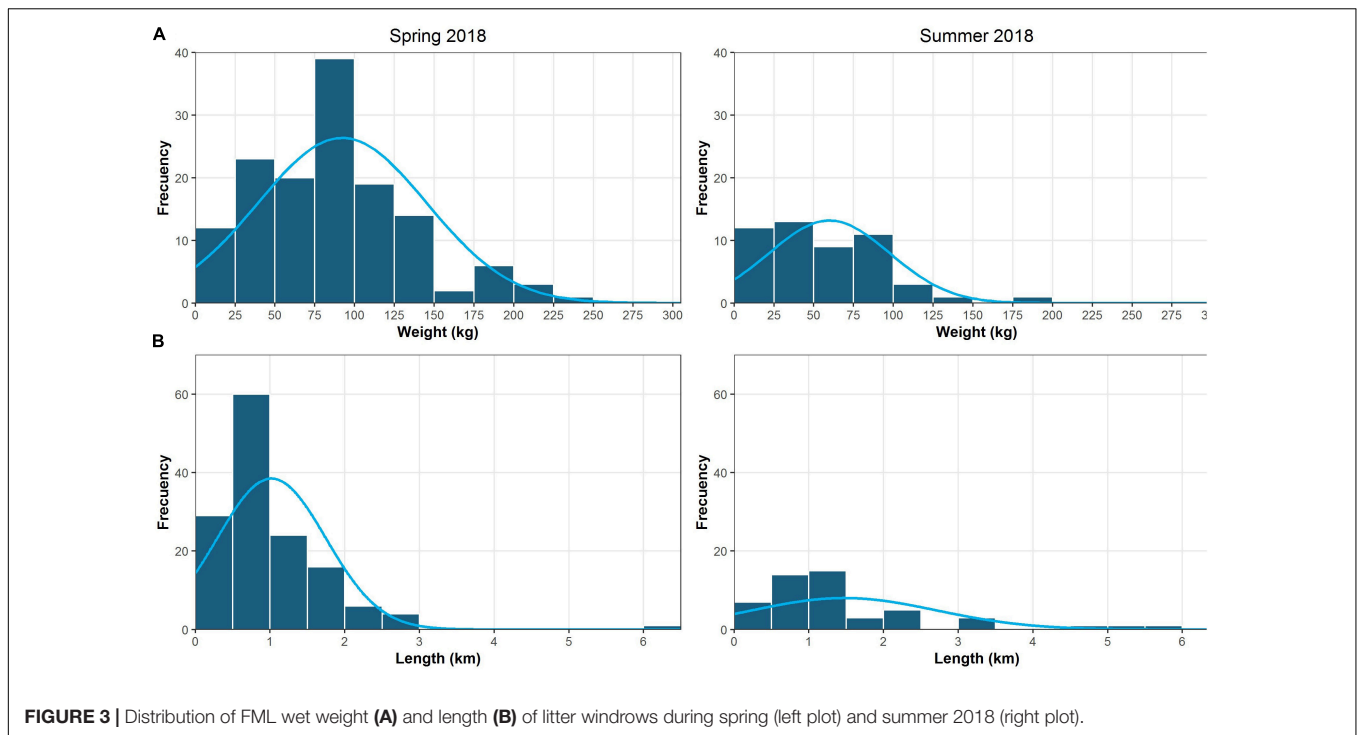 A
Spring 2018
Summer 2018
40
30
20
10
0
Frecuency
0 25 50 75 100 125 150 175 200 225 250 275 300
Weight (kg)
40
30
20
10
0
Frecuency
0 25 50 75 100 125 150 175 200 225 250 275 3
Weight (kg)
B
60
40
20
0
Frecuency
0 1 2 3 4 5 6
Length (km)
60
40
20
0
Frecuency
0 1 2 3 4 5 6
Length (km)
FIGURE 3 | Distribution of FML wet weight (A) and length (B) of litter windrows during spring (left plot) and summer 2018 (right plot).